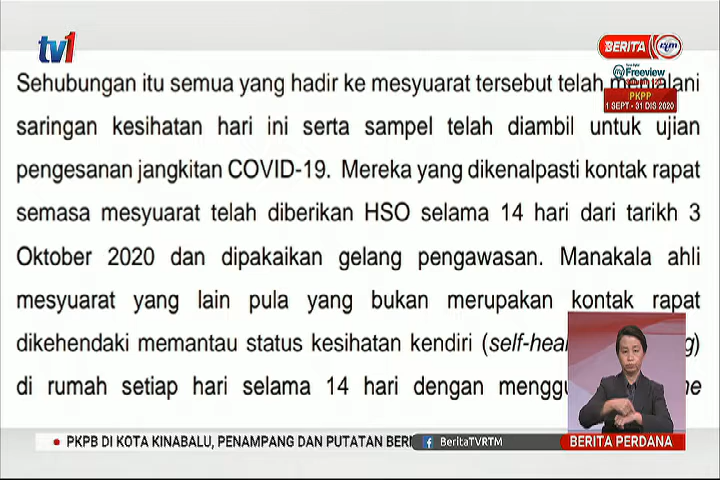 tv1
BERITA rtm
myFreeview
PKPP
1 SEPT - 31 DIS 2020
Sehubungan itu semua yang hadir ke mesyuarat tersebut telah menjalani
saringan kesihatan hari ini serta sampel telah diambil untuk ujian
pengesanan jangkitan COVID-19. Mereka yang dikenalpasti kontak rapat
semasa mesyuarat telah diberikan HSO selama 14 hari dari tarikh 3
Oktober 2020 dan dipakaikan gelang pengawasan. Manakala ahli
mesyuarat yang lain pula yang bukan merupakan kontak rapat
dikehendaki memantau status kesihatan kendiri (self-hea g)
di rumah setiap hari selama 14 hari dengan menggu me
PKPB DI KOTA KINABALU, PENAMPANG DAN PUTATAN BERI
BeritaTVRTM
BERITA PERDANA